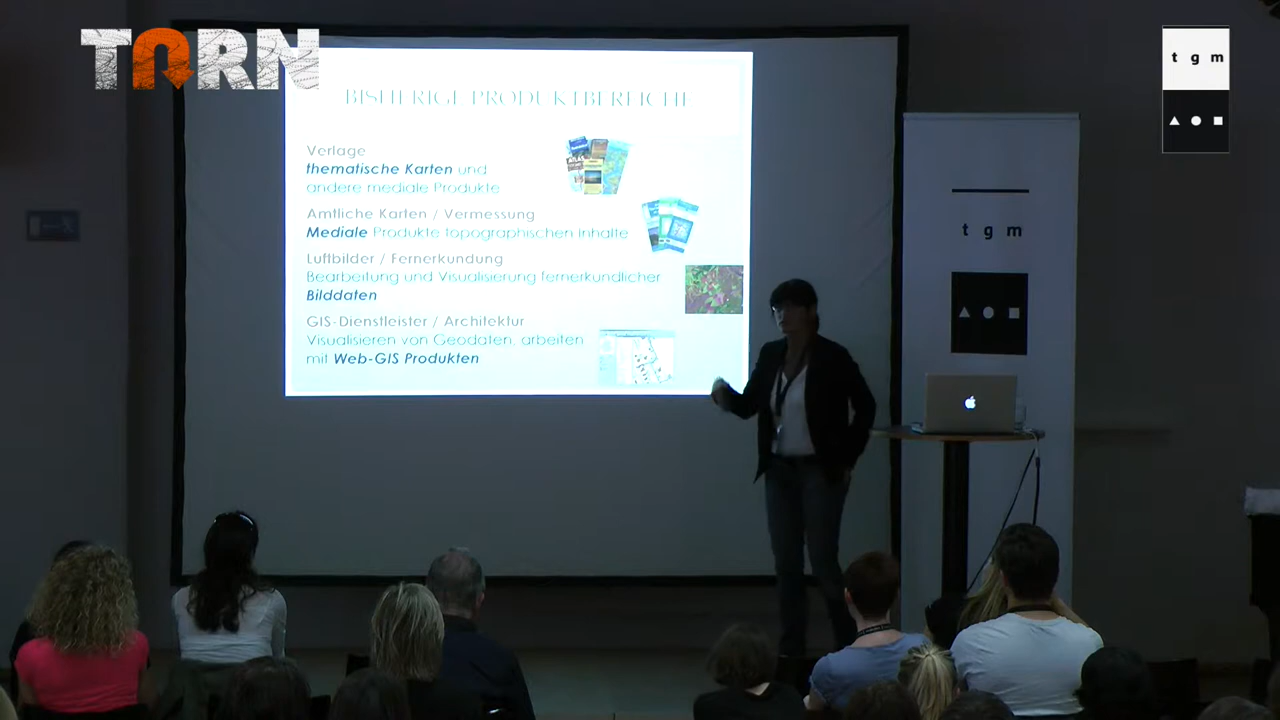 TURN
t g m
BISHERIGE PRODUKTBEREICHE
Verlage
thematische Karten und
andere mediale Produkte
Amtliche Karten / Vermessung
Mediale Produkte topographischen Inhalts
Luftbilder / Fernerkundung
Bearbeitung und Visualisierung fernerkundlicher
Bilddaten
GIS-Dienstleister / Architektur
Visualisieren von Geodaten, arbeiten
mit Web-GIS Produkten
t g m